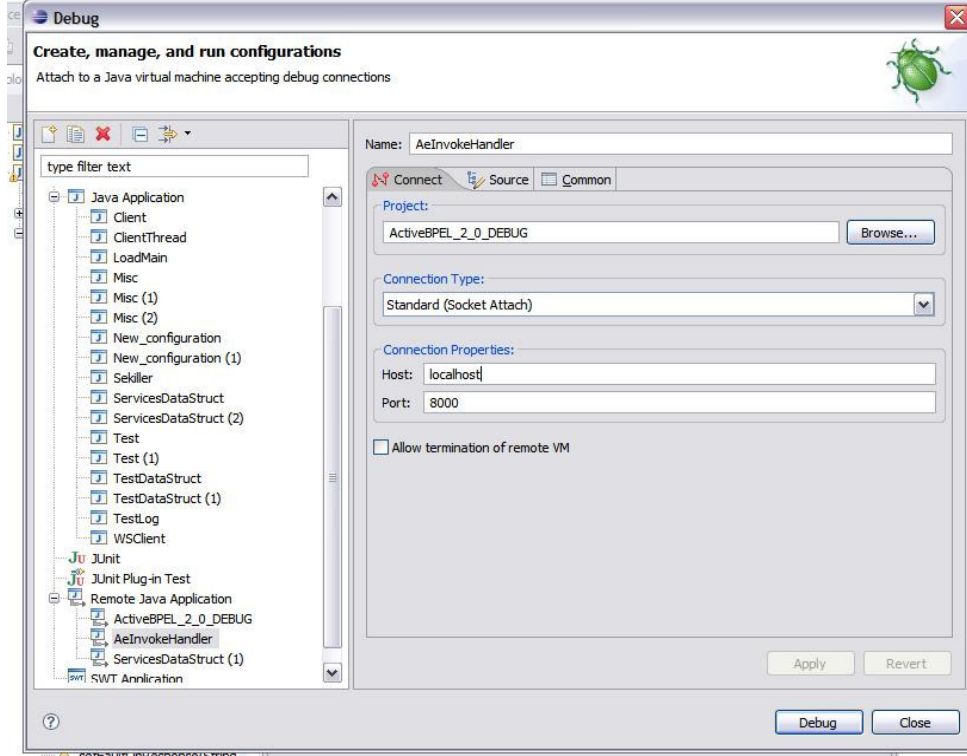 Debug
Create, manage, and run configurations
Attach to a Java virtual machine accepting debug connections
type filter text
Java Application
Client
ClientThread
LoadMain
Misc
Misc (1)
Misc (2)
New_configuration
New_configuration (1)
Sekiller
ServicesDataStruct
ServicesDataStruct (2)
Test
Test (1)
TestDataStruct
TestDataStruct (1)
TestLog
WSClient
JUnit
JUnit Plug-in Test
Remote Java Application
ActiveBPEL_2_0_DEBUG
AeInvokeHandler
ServicesDataStruct (1)
SWT Application
Name: AeInvokeHandler
Connect Source Common
Project:
ActiveBPEL_2_0_DEBUG Browse...
Connection Type:
Standard (Socket Attach)
Connection Properties:
Host: localhost
Port: 8000
Allow termination of remote VM
Apply Revert
Debug Close